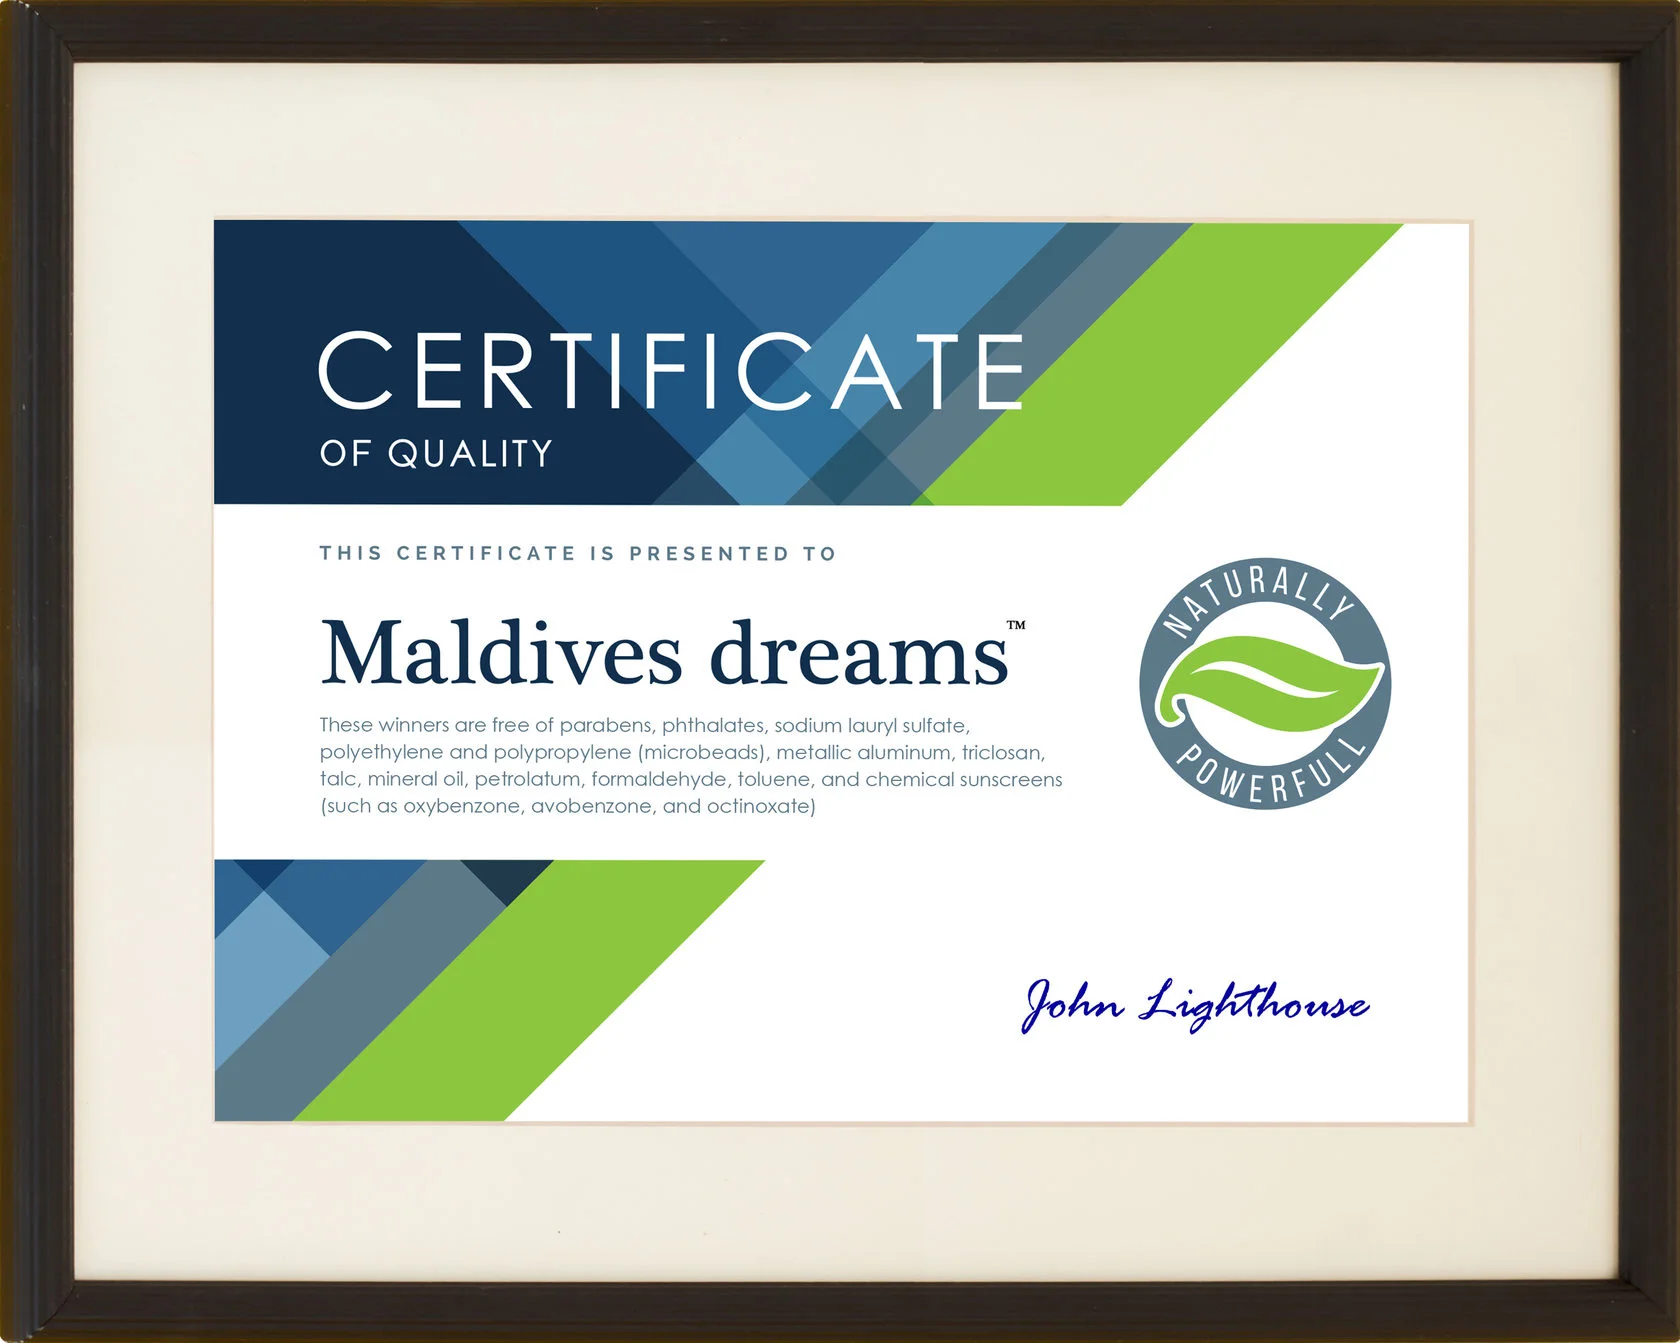 CERTIFICATE
OF QUALITY
THIS CERTIFICATE IS PRESENTED TO
Maldives dreams™
These winners are free of parabens, phthalates, sodium lauryl sulfate,
polyethylene and polypropylene (microbeads), metallic aluminum, triclosan,
talc, mineral oil, petrolatum, formaldehyde, toluene, and chemical sunscreens
(such as oxybenzone, avobenzone, and octinoxate)
NATURALLY
POWERFULL
John Lighthouse